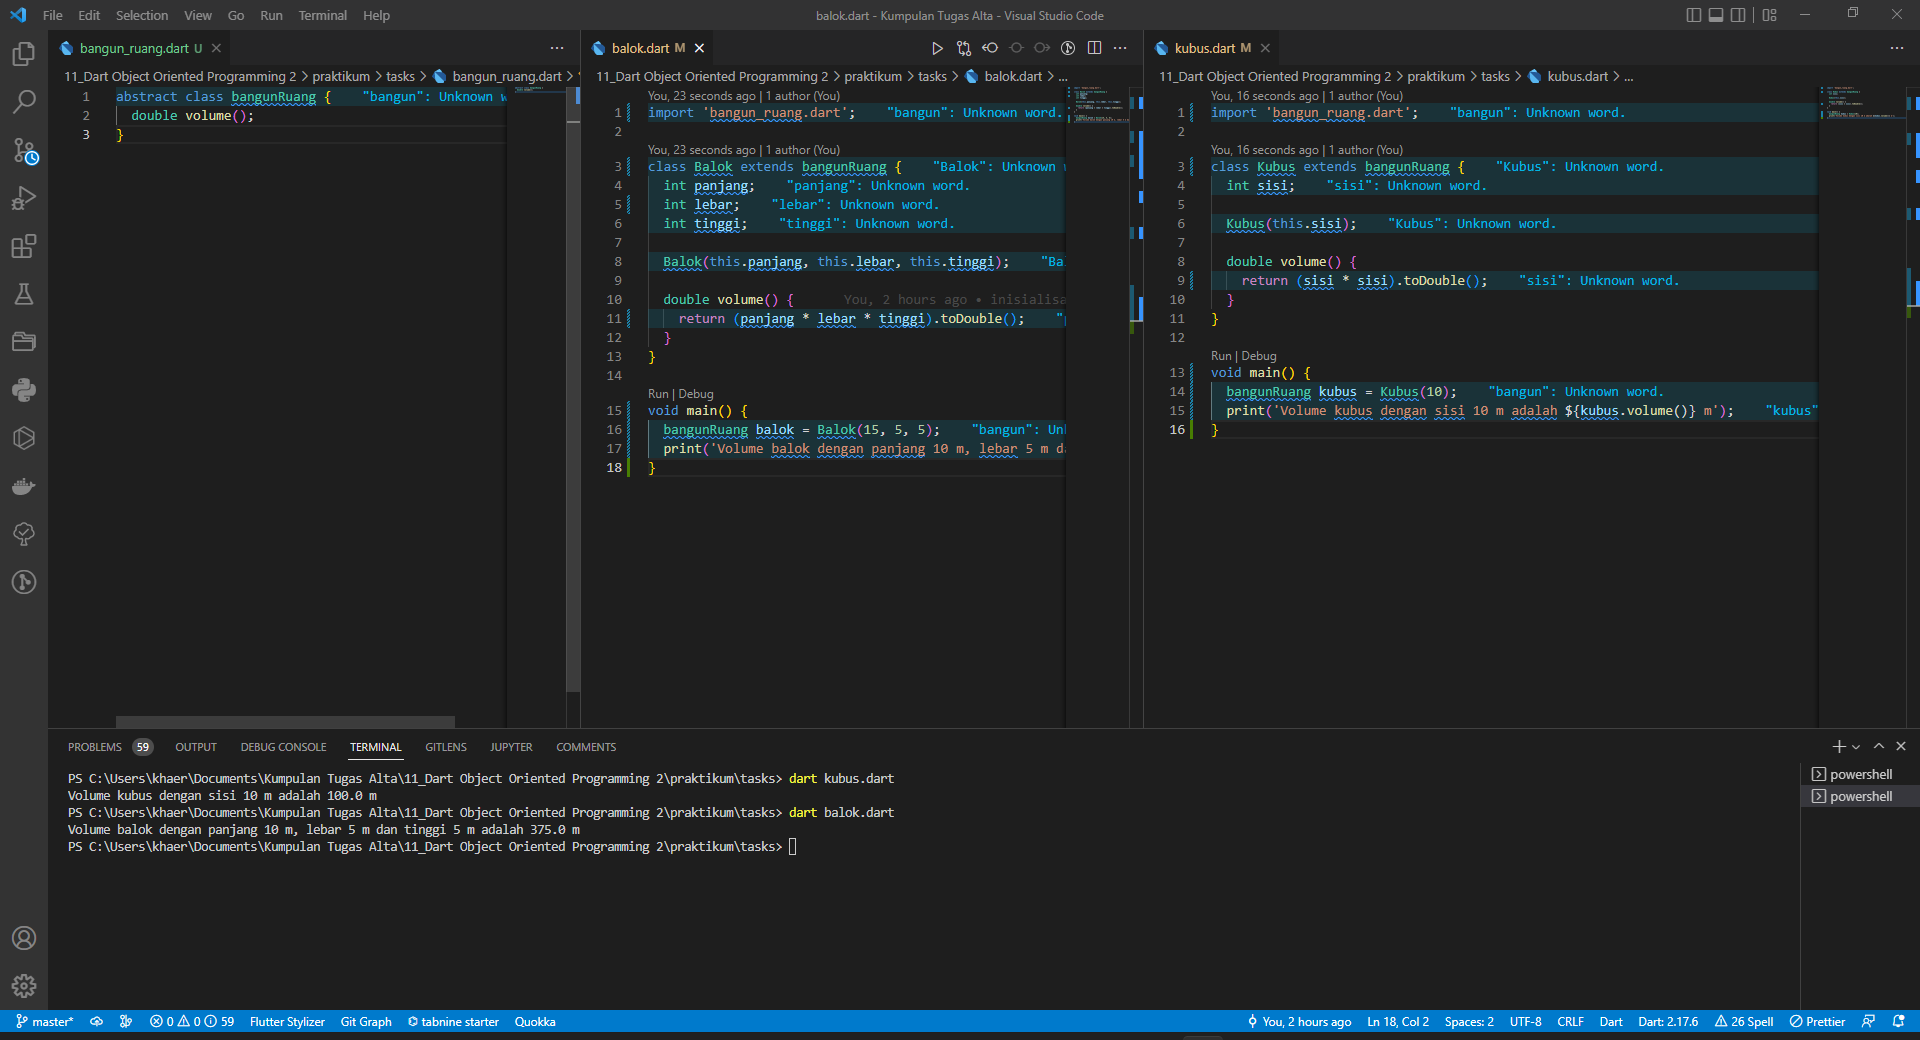 File Edit Selection View Go Run Terminal Help
balok.dart - Kumpulan Tugas Alta - Visual Studio Code
bangun_ruang.dart U
11_Dart Object Oriented Programming 2 > praktikum > tasks > bangun_ruang.dart >
1 abstract class bangunRuang { "bangun": Unknown w
2 double volume();
3 }
balok.dart M
11_Dart Object Oriented Programming 2 > praktikum > tasks > balok.dart > ...
You, 23 seconds ago | 1 author (You)
1 import 'bangun_ruang.dart'; "bangun": Unknown word.
2
You, 23 seconds ago | 1 author (You)
3 class Balok extends bangunRuang { "Balok": Unknown
4 int panjang; "panjang": Unknown word.
5 int lebar; "lebar": Unknown word.
6 int tinggi; "tinggi": Unknown word.
7
8 Balok(this.panjang, this.lebar, this.tinggi); "Ba
9
10 double volume() { You, 2 hours ago • inisialisa
11 return (panjang * lebar * tinggi).toDouble(); "
12 }
13 }
14
Run | Debug
15 void main() {
16 bangunRuang balok = Balok(15, 5, 5); "bangun": Un
17 print('Volume balok dengan panjang 10 m, lebar 5 m d
18 }
kubus.dart M
11_Dart Object Oriented Programming 2 > praktikum > tasks > kubus.dart > ...
You, 16 seconds ago | 1 author (You)
1 import 'bangun_ruang.dart'; "bangun": Unknown word.
2
You, 16 seconds ago | 1 author (You)
3 class Kubus extends bangunRuang { "Kubus": Unknown word.
4 int sisi; "sisi": Unknown word.
5
6 Kubus(this.sisi); "Kubus": Unknown word.
7
8 double volume() {
9 return (sisi * sisi).toDouble(); "sisi": Unknown word.
10 }
11 }
12
Run | Debug
13 void main() {
14 bangunRuang kubus = Kubus(10); "bangun": Unknown word.
15 print('Volume kubus dengan sisi 10 m adalah ${kubus.volume()} m'); "kubus"
16 }
PROBLEMS 59 OUTPUT DEBUG CONSOLE TERMINAL GITLENS JUPYTER COMMENTS
PS C:\Users\khaer\Documents\Kumpulan Tugas Alta\11_Dart Object Oriented Programming 2\praktikum\tasks> dart kubus.dart
Volume kubus dengan sisi 10 m adalah 100.0 m
PS C:\Users\khaer\Documents\Kumpulan Tugas Alta\11_Dart Object Oriented Programming 2\praktikum\tasks> dart balok.dart
Volume balok dengan panjang 10 m, lebar 5 m dan tinggi 5 m adalah 375.0 m
PS C:\Users\khaer\Documents\Kumpulan Tugas Alta\11_Dart Object Oriented Programming 2\praktikum\tasks>
powershell
powershell
master* 0 0 59 Flutter Stylizer Git Graph tabnine starter Quokka You, 2 hours ago Ln 18, Col 2 Spaces: 2 UTF-8 CRLF Dart Dart: 2.17.6 26 Spell Prettier